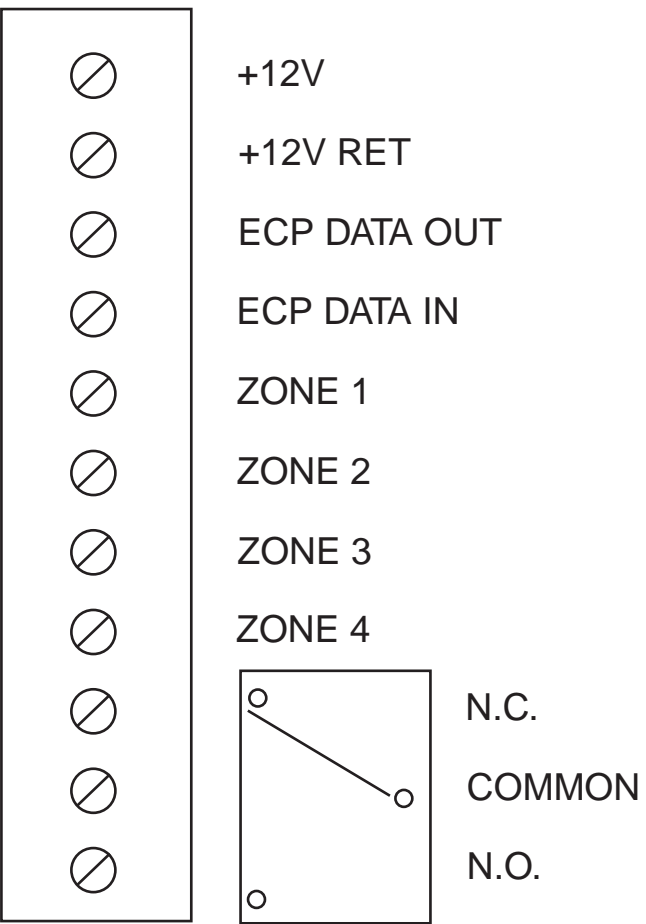 +12V
+12V RET
ECP DATA OUT
ECP DATA IN
ZONE 1
ZONE 2
ZONE 3
ZONE 4
N.C.
COMMON
N.O.